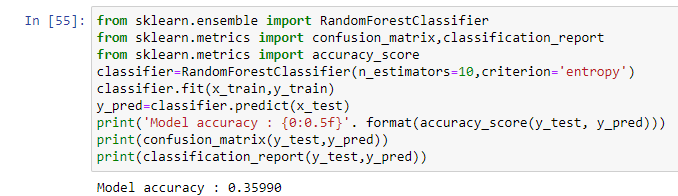 In [55]: from sklearn.ensemble import RandomForestClassifier
from sklearn.metrics import confusion_matrix,classification_report
from sklearn.metrics import accuracy_score
classifier=RandomForestClassifier(n_estimators=10,criterion='entropy')
classifier.fit(x_train,y_train)
y_pred=classifier.predict(x_test)
print('Model accuracy : {0:0.5f}'. format(accuracy_score(y_test, y_pred)))
print(confusion_matrix(y_test,y_pred))
print(classification_report(y_test,y_pred))
Model accuracy : 0.35990